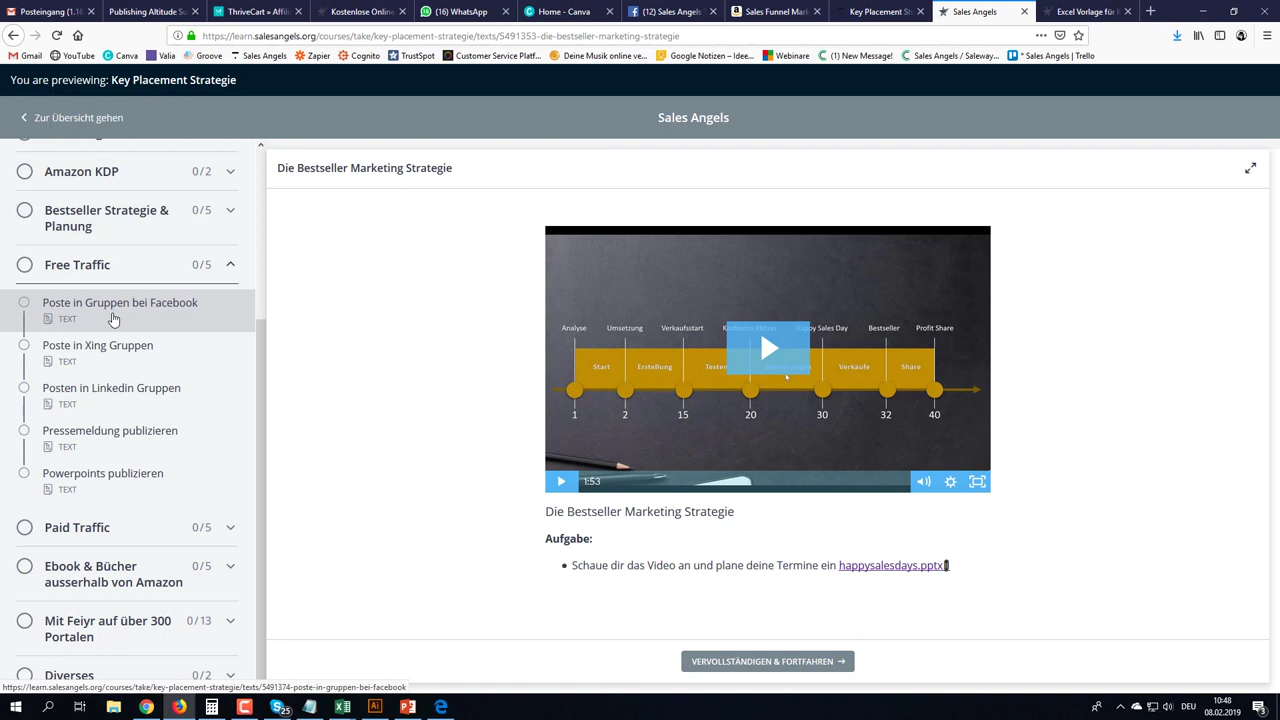 Posteingang (1.1
Publishing Altitude Su
ThriveCart » Affili
Kostenlose Online
(16) WhatsApp
Home - Canva
(12) Sales Angels
Sales Funnel Mark
Key Placement St
Sales Angels
Excel Vorlage für K
https://learn.salesangels.org/courses/take/key-placement-strategie/texts/5491353-die-bestseller-marketing-strategie
Gmail
YouTube
Canva
Valia
Sales Angels
9 spaces
Cognito
TrustSpot
Customer Service Platf...
Deine Musik online ve...
Google Notizen – Idee...
Webinare
(1) New Message!
Sales Angels / Saleway...
* Sales Angels | Trello
You are previewing: Key Placement Strategie
Zur Übersicht gehen
Sales Angels
Amazon KDP 0/2
Bestseller Strategie & 0/5
Planung
Free Traffic 0/5
Poste in Gruppen bei Facebook
TEXT
Poste in Xing Gruppen
TEXT
Posten in Linkedin Gruppen
TEXT
Pressemeldung publizieren
TEXT
Powerpoints publizieren
TEXT
Paid Traffic 0/5
Ebook & Bücher 0/5
ausserhalb von Amazon
Mit Feiyr auf über 300 0/13
Portalen
Diverses 0/2
https://learn.salesangels.org/courses/take/key-placement-strategie/texts/5491374-poste-in-gruppen-bei-facebook
Die Bestseller Marketing Strategie
Analyse Umsetzung Verkaufsstart Kostenlos Aktion Happy Sales Day Bestseller Profit Share
Start Erstellung Testen Verkäufe Share
1 2 15 20 30 32 40
1:53
Die Bestseller Marketing Strategie
Aufgabe:
Schaue dir das Video an und plane deine Termine ein happysalesdays.pptx
VERVOLLSTÄNDIGEN & FORTFAHREN
25
DEU
10:48
08.02.2019
3